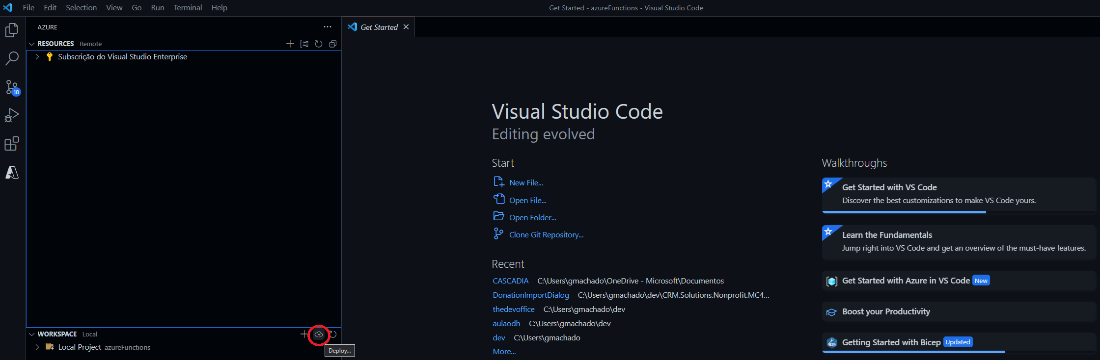 File Edit Selection View Go Run Terminal Help
Get Started - azureFunctions - Visual Studio Code
AZURE
Get Started
RESOURCES Remote
Subscrição do Visual Studio Enterprise
18
Visual Studio Code
Editing evolved
Start
New File...
Open File...
Open Folder...
Clone Git Repository...
Recent
CASCADIA C:\Users\gmachado\OneDrive - Microsoft\Documentos
DonationImportDialog C:\Users\gmachado\dev\CRM.Solutions.Nonprofit.MC4...
thedevoffice C:\Users\gmachado\dev
aulaodh C:\Users\gmachado\dev
dev C:\Users\gmachado
More...
Walkthroughs
Get Started with VS Code
Discover the best customizations to make VS Code yours.
Learn the Fundamentals
Jump right into VS Code and get an overview of the must-have features.
Get Started with Azure in VS Code New
Boost your Productivity
Getting Started with Bicep Updated
WORKSPACE Local
Local Project azureFunctions
Deploy...